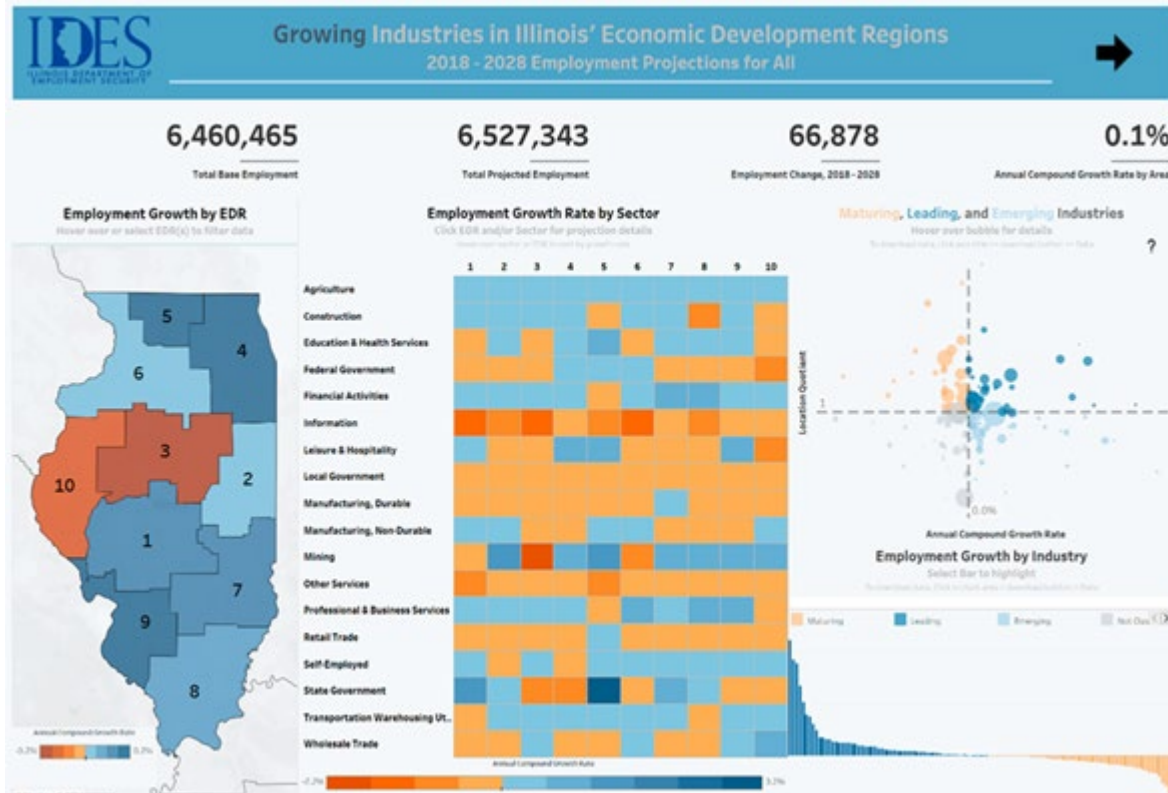 IDES
ILLINOIS DEPARTMENT OF
EMPLOYMENT SECURITY
Growing Industries in Illinois' Economic Development Regions
2018 - 2028 Employment Projections for All
6,460,465
Total Base Employment
6,527,343
Total Projected Employment
66,878
Employment Change, 2018 - 2028
0.1%
Annual Compound Growth Rate by Area
Employment Growth by EDR
Hover over or select EDR(s) to filter data
5
4
6
3
10
2
1
7
9
8
Annual Compound Growth Rate
-0.2%
0.2%
Employment Growth Rate by Sector
Click EDR and/or Sector for projection details
1 2 3 4 5 6 7 8 9 10
Agriculture
Construction
Education & Health Services
Federal Government
Financial Activities
Information
Leisure & Hospitality
Local Government
Manufacturing, Durable
Manufacturing, Non-Durable
Mining
Other Services
Professional & Business Services
Retail Trade
Self-Employed
State Government
Transportation Warehousing Ut..
Wholesale Trade
Annual Compound Growth Rate
Maturing, Leading, and Emerging Industries
Hover over bubble for details
?
Location Quotient
1
0.0%
Annual Compound Growth Rate
Employment Growth by Industry
Select Bar to highlight
Maturing
Leading
Emerging